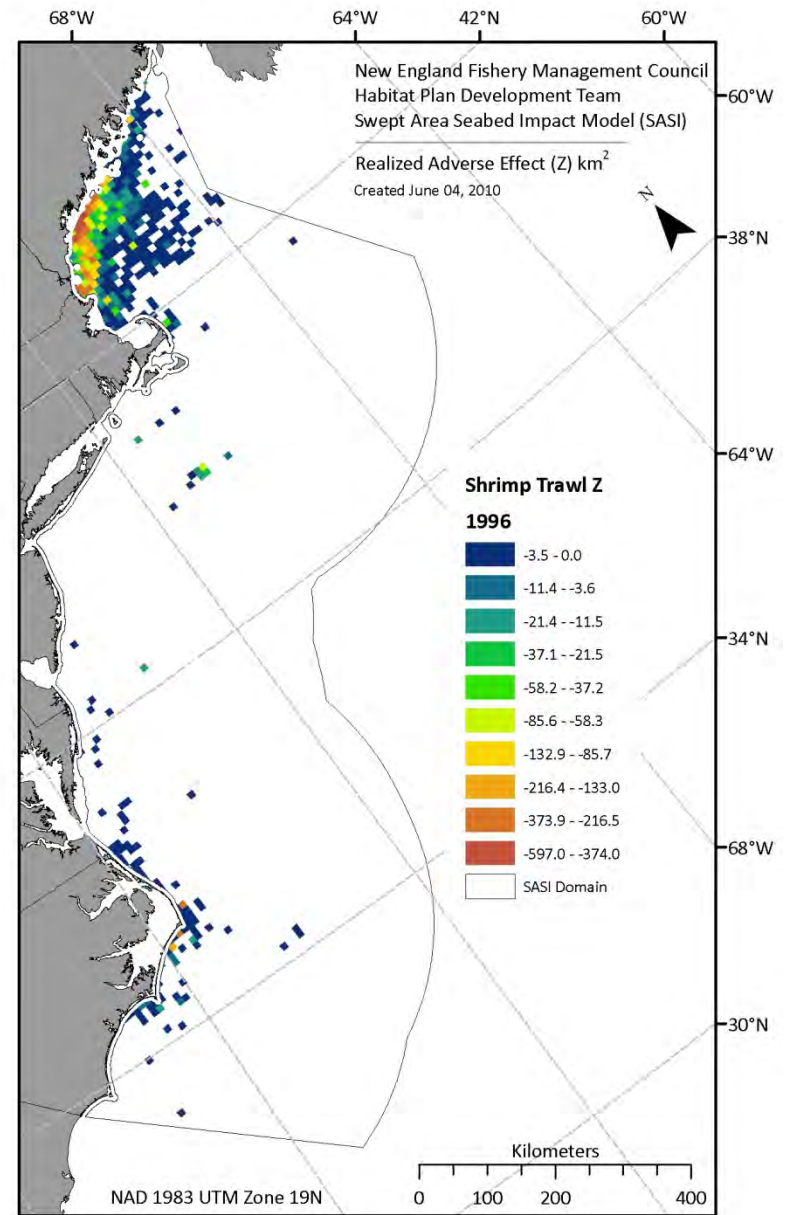 68°W 64°W 42°N 60°W
New England Fishery Management Council
Habitat Plan Development Team
Swept Area Seabed Impact Model (SASI)
Realized Adverse Effect (Z) km²
Created June 04, 2010
60°W
N
38°N
64°W
Shrimp Trawl Z
1996
-3.5 - 0.0
-11.4 - -3.6
-21.4 - -11.5
-37.1 - -21.5
-58.2 - -37.2
-85.6 - -58.3
-132.9 - -85.7
-216.4 - -133.0
-373.9 - -216.5
-597.0 - -374.0
SASI Domain
34°N
68°W
30°N
Kilometers
0 100 200 300 400
NAD 1983 UTM Zone 19N